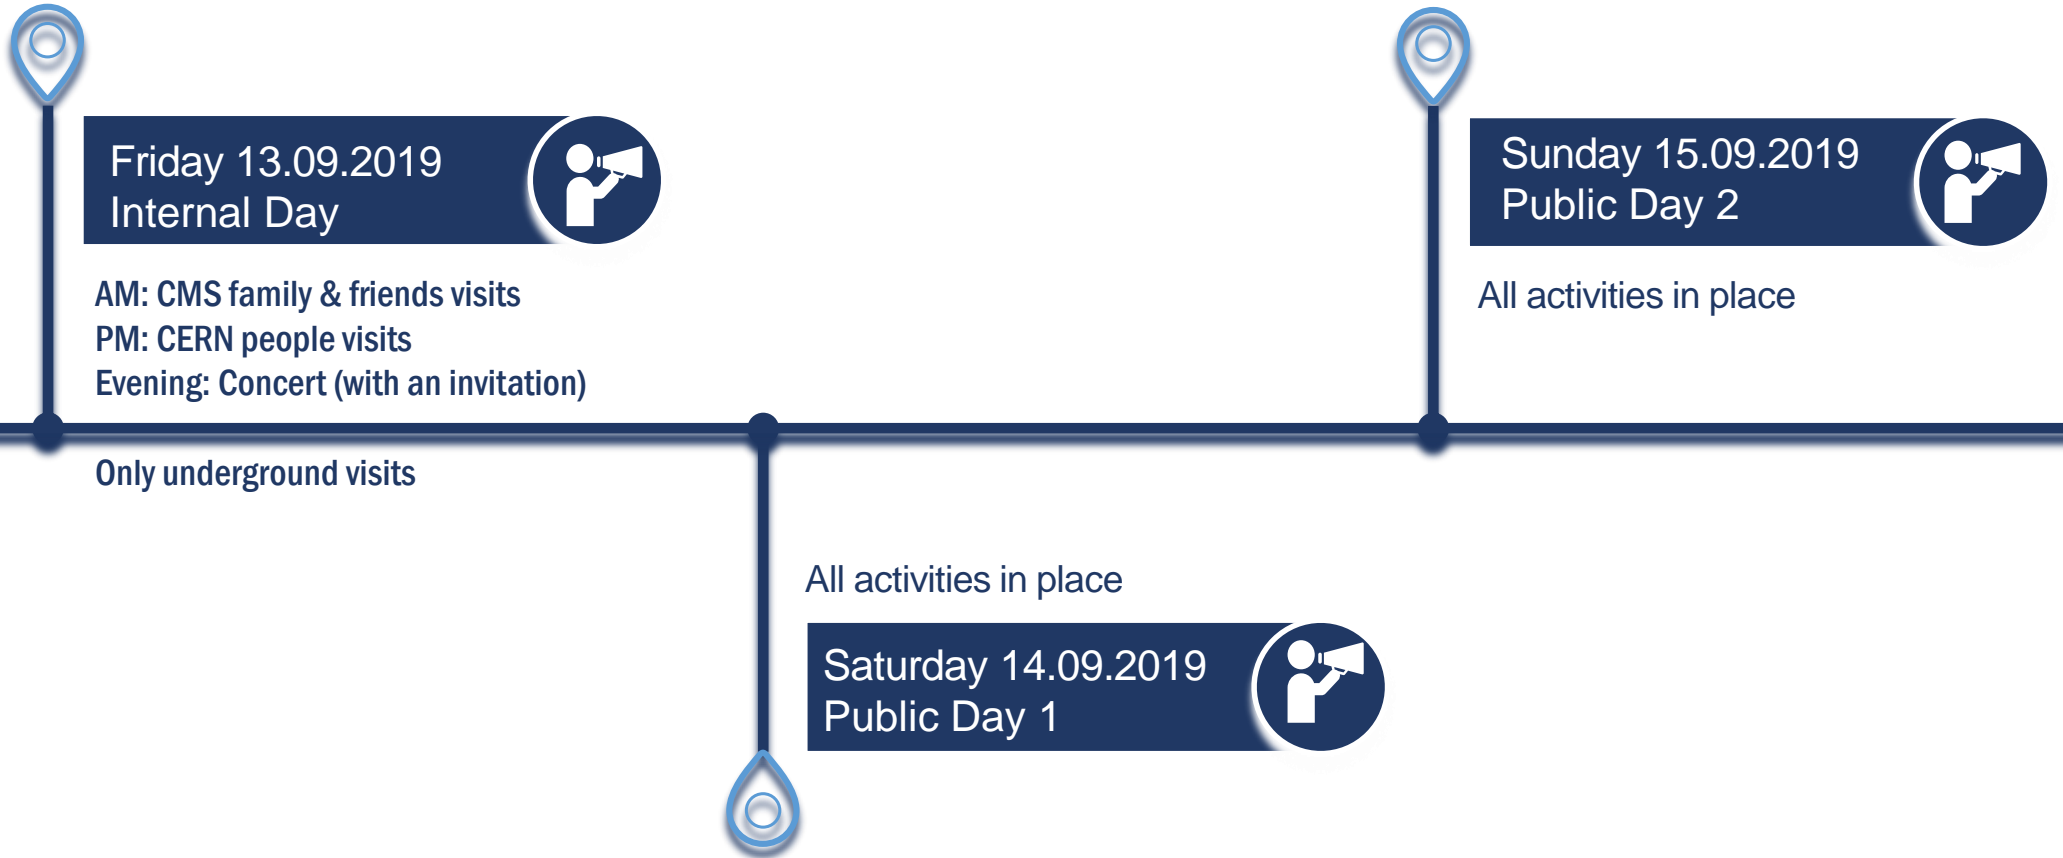 Friday 13.09.2019
Internal Day
AM: CMS family & friends visits
PM: CERN people visits
Evening: Concert (with an invitation)
Only underground visits
All activities in place
Saturday 14.09.2019
Public Day 1
Sunday 15.09.2019
Public Day 2
All activities in place